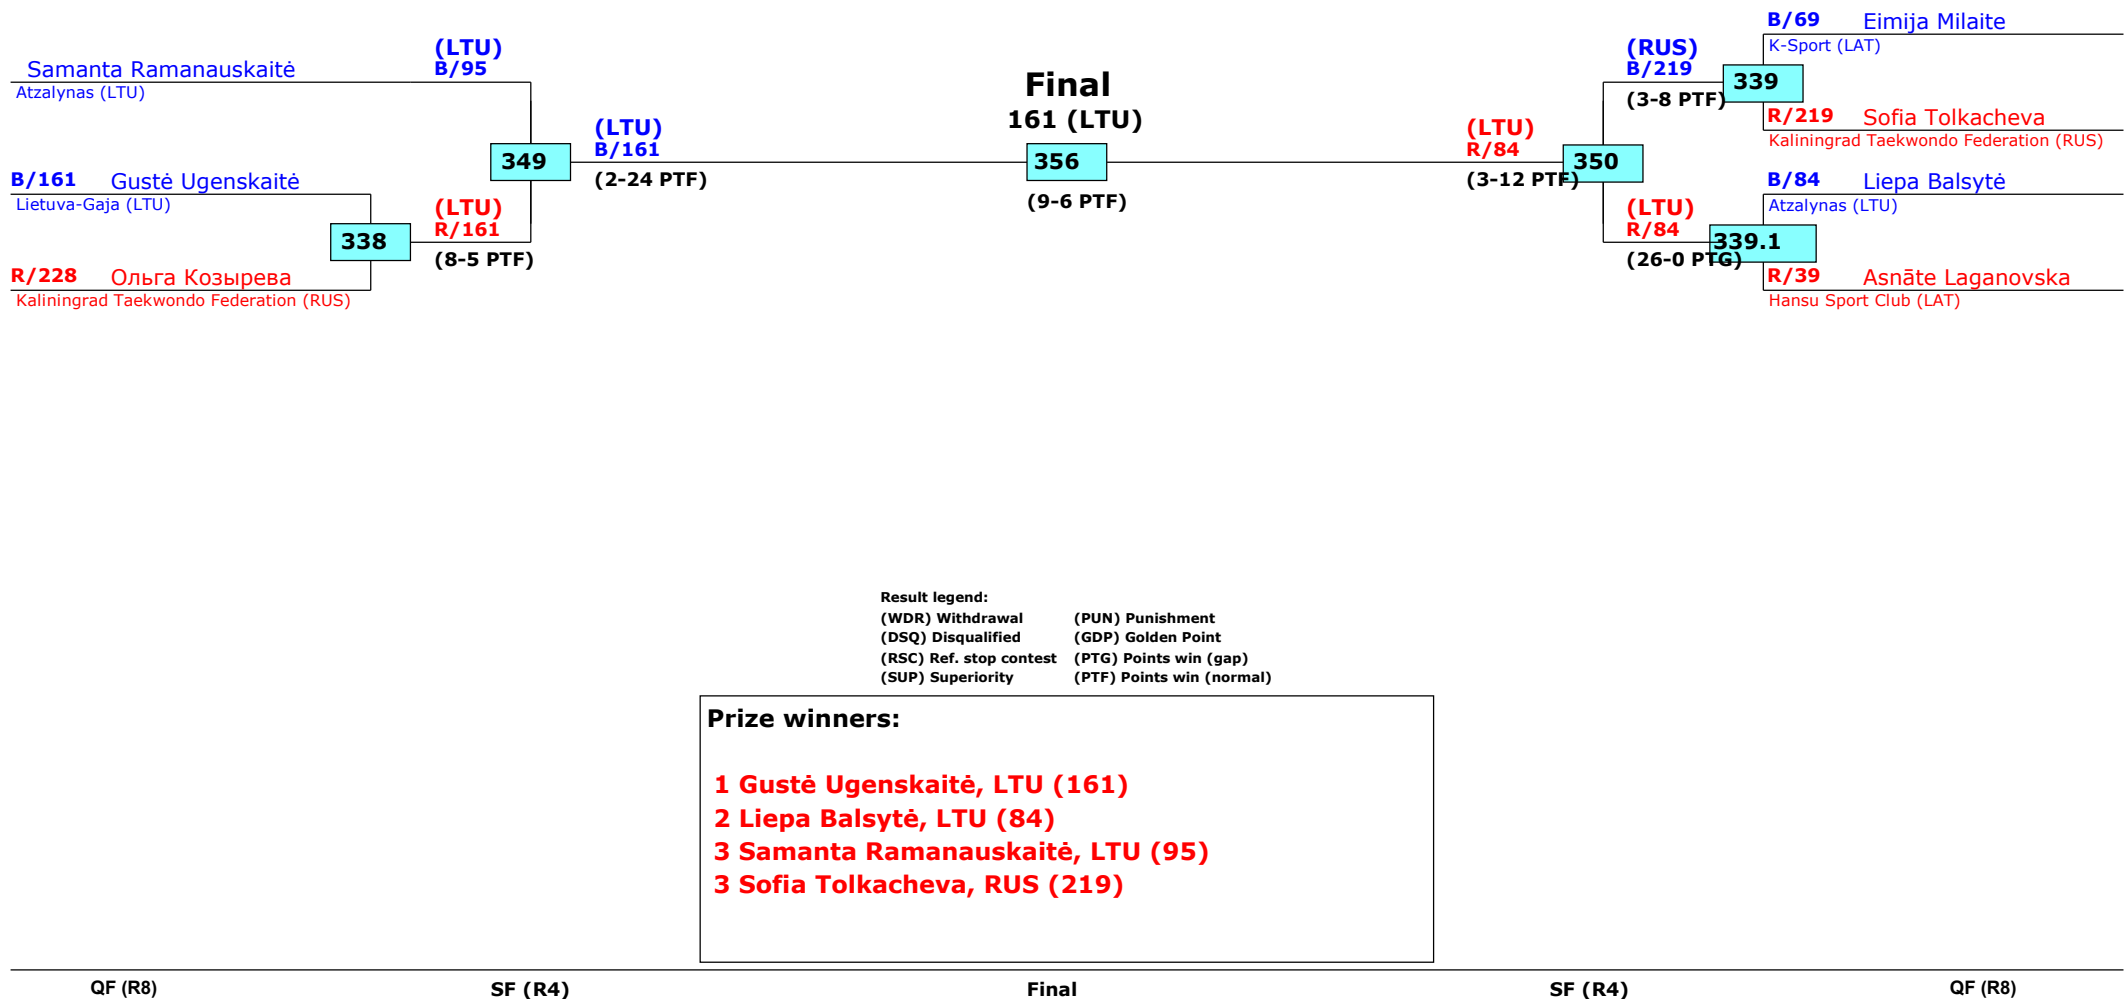 Samanta Ramanauskaitė
Atzalynas (LTU)
B/161 Gustė Ugenskaitė
Lietuva-Gaja (LTU)
R/228 Ольга Козырева
Kaliningrad Taekwondo Federation (RUS)
338
(LTU)
B/95
(LTU)
R/161
(8-5 PTF)
349
(LTU)
B/161
(2-24 PTF)
Final
161 (LTU)
356
(9-6 PTF)
(LTU)
R/84
(3-12 PTF)
350
(RUS)
B/219
(3-8 PTF)
(LTU)
R/84
(26-0 PTG)
339
339.1
B/69 Eimija Milaite
K-Sport (LAT)
R/219 Sofia Tolkacheva
Kaliningrad Taekwondo Federation (RUS)
B/84 Liepa Balsytė
Atzalynas (LTU)
R/39 Asnāte Laganovska
Hansu Sport Club (LAT)
Result legend:
(WDR) Withdrawal (PUN) Punishment
(DSQ) Disqualified (GDP) Golden Point
(RSC) Ref. stop contest (PTG) Points win (gap)
(SUP) Superiority (PTF) Points win (normal)
Prize winners:
1 Gustė Ugenskaitė, LTU (161)
2 Liepa Balsytė, LTU (84)
3 Samanta Ramanauskaitė, LTU (95)
3 Sofia Tolkacheva, RUS (219)
QF (R8) SF (R4) Final SF (R4) QF (R8)